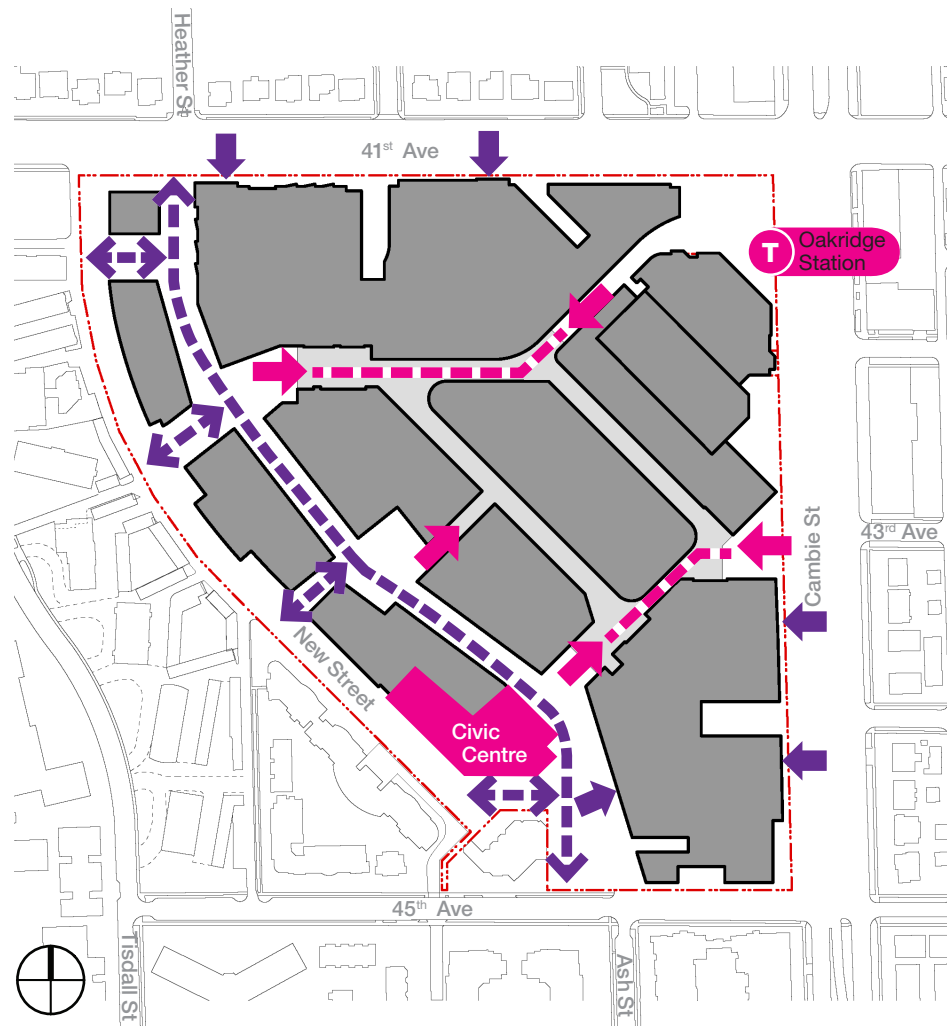 Heather St
41st Ave
T
Oakridge
Station
Cambie St
43rd Ave
New Street
Civic
Centre
45th Ave
Tisdall St
Ash St